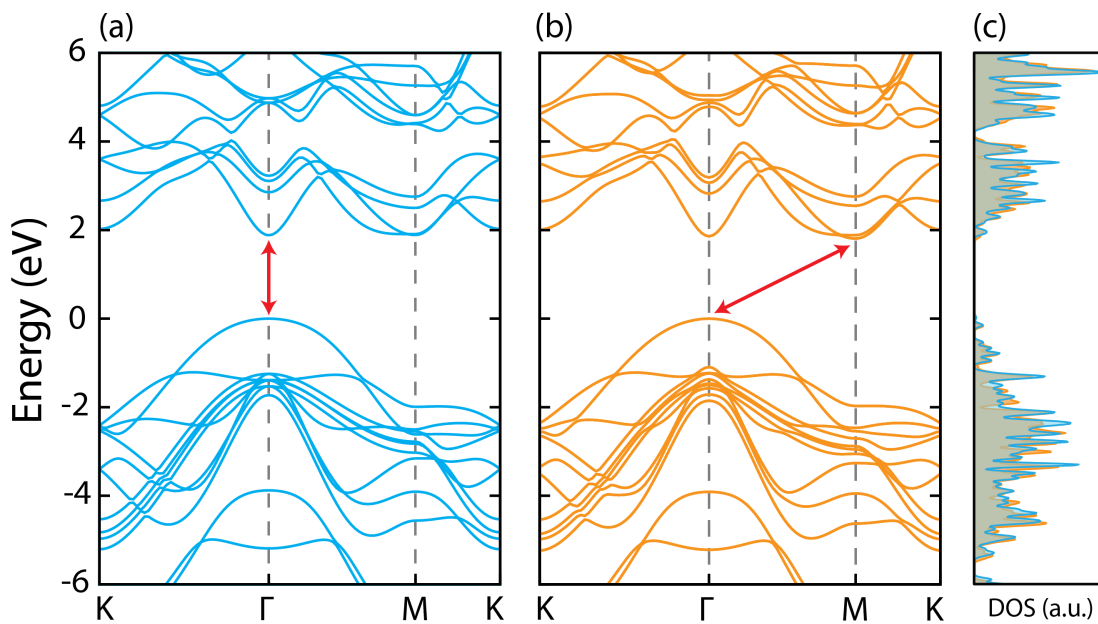 (a) (b) (c)
Energy (eV)
6
4
2
0
-2
-4
-6
K Γ M K
K Γ M K
DOS (a.u.)